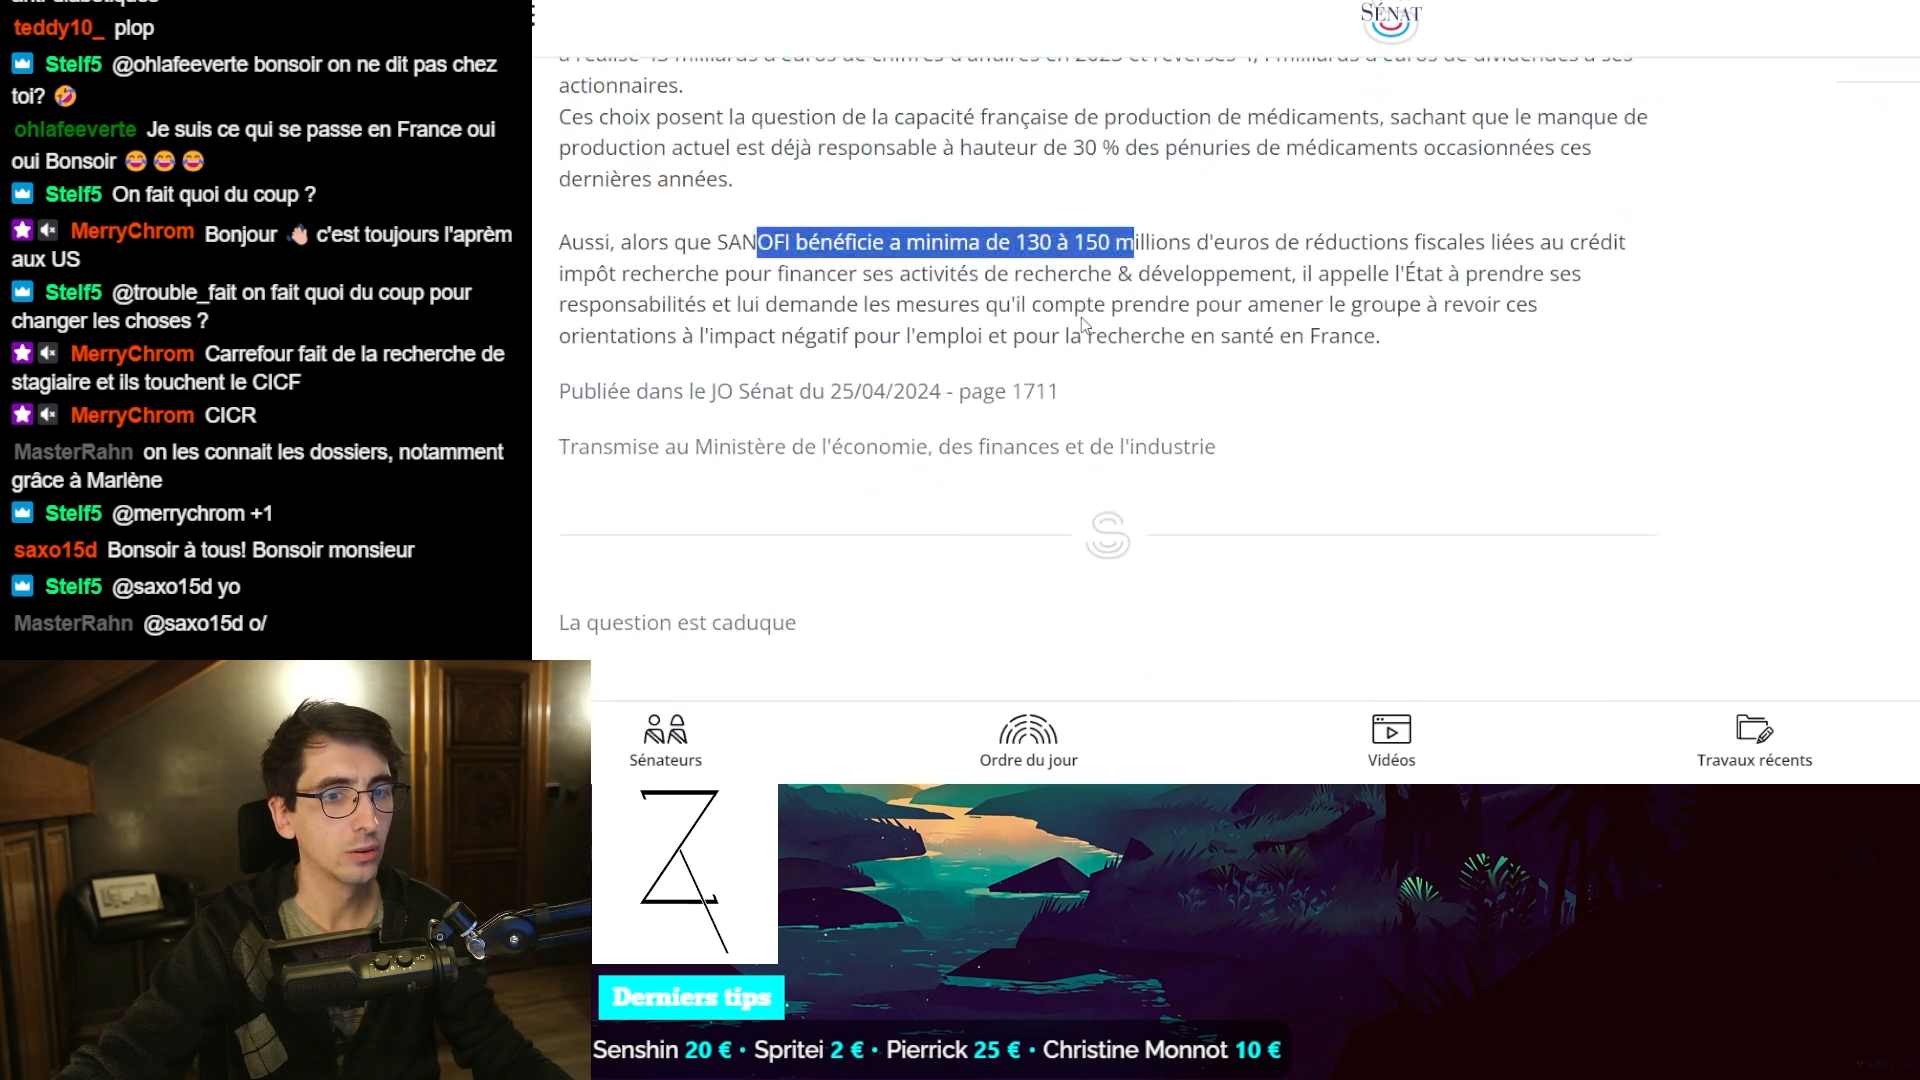 teddy10_ plop
Stelf5 @ohlafeeverte bonsoir on ne dit pas chez
toi? 🤣
ohlafeeverte Je suis ce qui se passe en France oui
oui Bonsoir 😂 😂 😂
Stelf5 On fait quoi du coup ?
MerryChrom Bonjour 👋🏻 c'est toujours l'aprèm
aux US
Stelf5 @trouble_fait on fait quoi du coup pour
changer les choses ?
MerryChrom Carrefour fait de la recherche de
stagiaire et ils touchent le CICF
MerryChrom CICR
MasterRahn on les connait les dossiers, notamment
grâce à Marlène
Stelf5 @merrychrom +1
saxo15d Bonsoir à tous! Bonsoir monsieur
Stelf5 @saxo15d yo
MasterRahn @saxo15d o/
SÉNAT
actionnaires.
Ces choix posent la question de la capacité française de production de médicaments, sachant que le manque de
production actuel est déjà responsable à hauteur de 30 % des pénuries de médicaments occasionnées ces
dernières années.
Aussi, alors que SANOFI bénéficie a minima de 130 à 150 millions d'euros de réductions fiscales liées au crédit
impôt recherche pour financer ses activités de recherche & développement, il appelle l'État à prendre ses
responsabilités et lui demande les mesures qu'il compte prendre pour amener le groupe à revoir ces
orientations à l'impact négatif pour l'emploi et pour la recherche en santé en France.
Publiée dans le JO Sénat du 25/04/2024 - page 1711
Transmise au Ministère de l'économie, des finances et de l'industrie
La question est caduque
Sénateurs
Ordre du jour
Vidéos
Travaux récents
Derniers tips
Senshin 20 € • Spritei 2 € • Pierrick 25 € • Christine Monnot 10 €